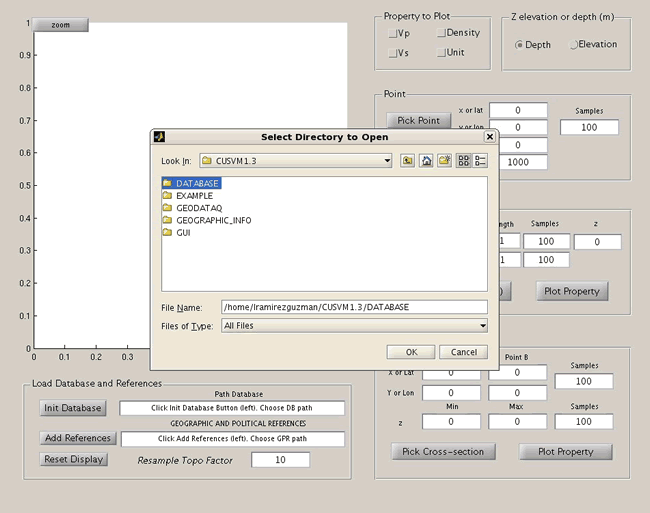 zoom
1
0.9
0.8
0.7
0.6
0.5
0.4
0.3
0.2
0.1
0
0 0.1 0.2 0.3
Property to Plot
Vp Density
Vs Unit
Z elevation or depth (m)
Depth Elevation
Point
x or lat 0 Samples
Pick Point
y or lon 0 100
0
1000
Select Directory to Open
Look In: CUSVM1.3
DATABASE
EXAMPLE
GEODATAQ
GEOGRAPHIC_INFO
GUI
File Name: /home/lramirezguzman/CUSVM1.3/DATABASE
Files of Type: All Files
OK Cancel
Samples z
1 100 0
1 100
Plot Property
Point B
X or Lat 0 0 Samples
100
Y or Lon 0 0
Min Max Samples
z 0 0 100
Pick Cross-section Plot Property
Load Database and References
Path Database
Init Database Click Init Database Button (left). Choose DB path
GEOGRAPHIC AND POLITICAL REFERENCES
Add References Click Add References (left). Choose GPR path
Reset Display Resample Topo Factor 10